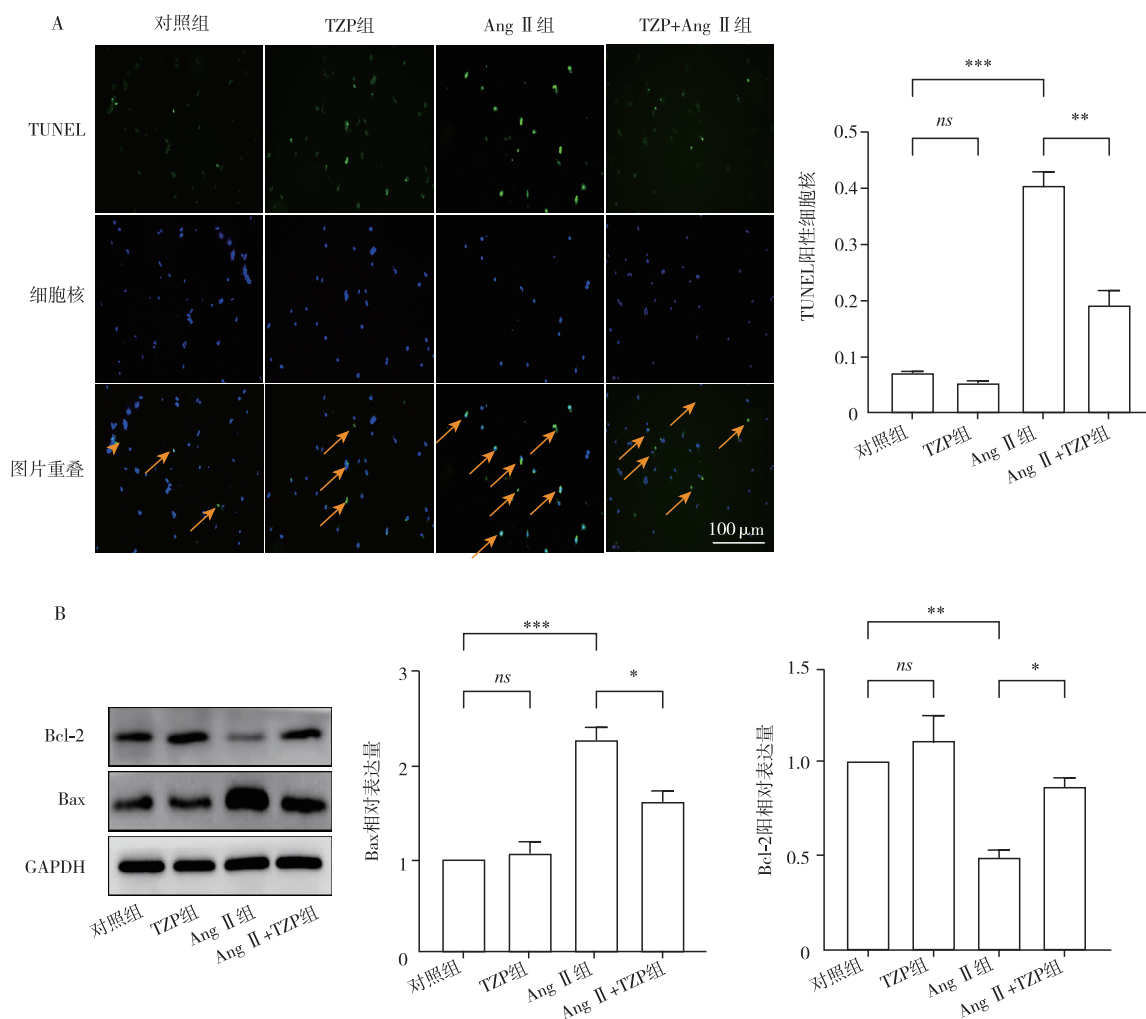 A
对照组
TZP组
Ang Ⅱ组
TZP+Ang Ⅱ组
TUNEL
细胞核
图片重叠
100 μm
***
ns
**
TUNEL阳性细胞核
0.5
0.4
0.3
0.2
0.1
0
对照组
TZP组
Ang Ⅱ组
Ang Ⅱ+TZP组
B
Bcl-2
Bax
GAPDH
对照组
TZP组
Ang Ⅱ组
Ang Ⅱ+TZP组
***
ns
*
Bax相对表达量
3
2
1
0
对照组
TZP组
Ang Ⅱ组
Ang Ⅱ+TZP组
**
ns
*
Bcl-2阳相对表达量
1.5
1.0
0.5
0
对照组
TZP组
Ang Ⅱ组
Ang Ⅱ+TZP组